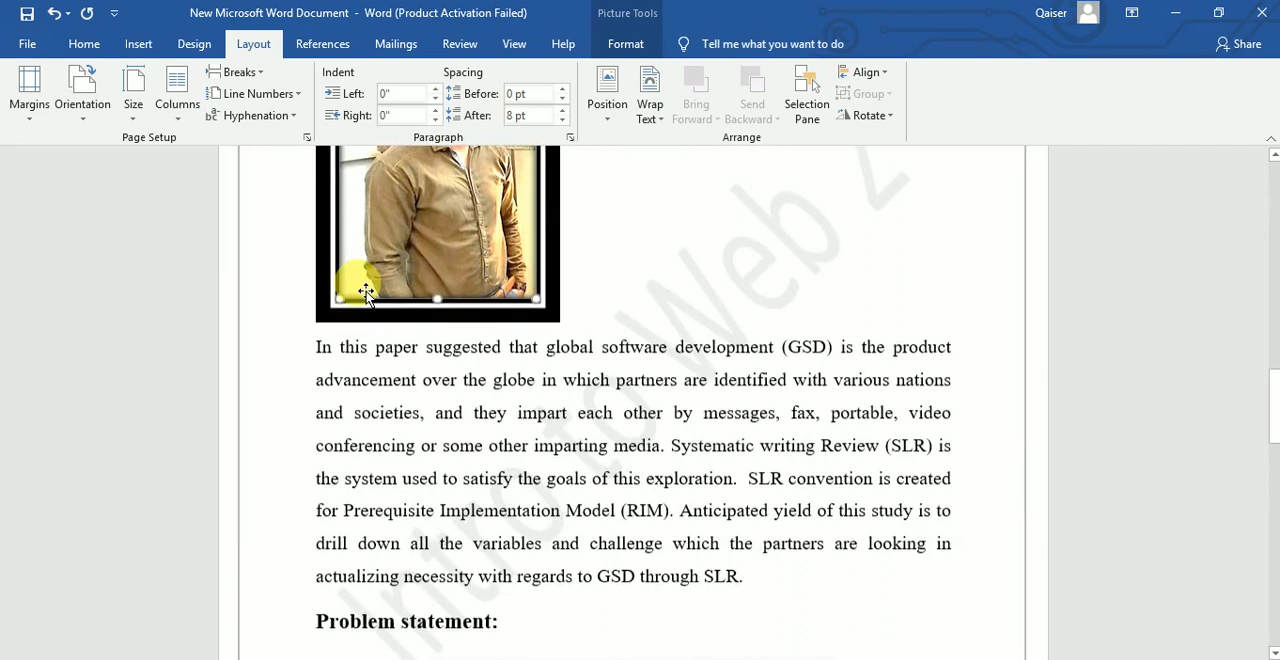 New Microsoft Word Document - Word (Product Activation Failed)
Picture Tools
Qaiser
File
Home
Insert
Design
Layout
References
Mailings
Review
View
Help
Format
Tell me what you want to do
Share
Margins
Orientation
Size
Columns
Breaks
Line Numbers
Hyphenation
Page Setup
Indent
Left: 0"
Right: 0"
Spacing
Before: 0 pt
After: 8 pt
Paragraph
Position
Wrap
Text
Bring
Forward
Send
Backward
Selection
Pane
Align
Group
Rotate
Arrange
In this paper suggested that global software development (GSD) is the product
advancement over the globe in which partners are identified with various nations
and societies, and they impart each other by messages, fax, portable, video
conferencing or some other imparting media. Systematic writing Review (SLR) is
the system used to satisfy the goals of this exploration. SLR convention is created
for Prerequisite Implementation Model (RIM). Anticipated yield of this study is to
drill down all the variables and challenge which the partners are looking in
actualizing necessity with regards to GSD through SLR.
Problem statement:
Intro to Web 2